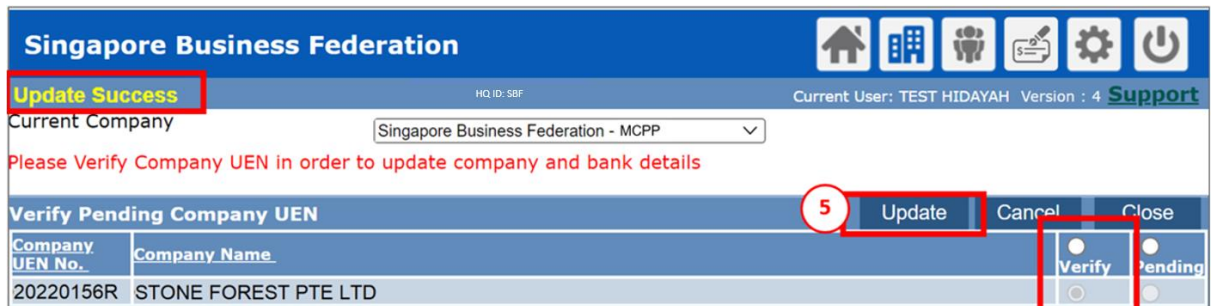 Singapore Business Federation
Update Success HQ ID: SBF Current User: TEST HIDAYAH Version : 4 Support
Current Company Singapore Business Federation - MCPP
Please Verify Company UEN in order to update company and bank details
Verify Pending Company UEN 5 Update Cancel Close
Company UEN No. Company Name Verify Pending
20220156R STONE FOREST PTE LTD